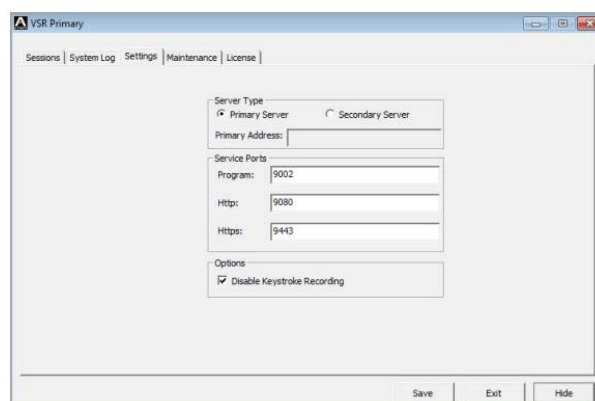 VSR Primary
Sessions System Log Settings Maintenance License
Server Type
Primary Server Secondary Server
Primary Address:
Service Ports
Program: 9002
Http: 9080
Https: 9443
Options
Disable Keystroke Recording
Save Exit Hide